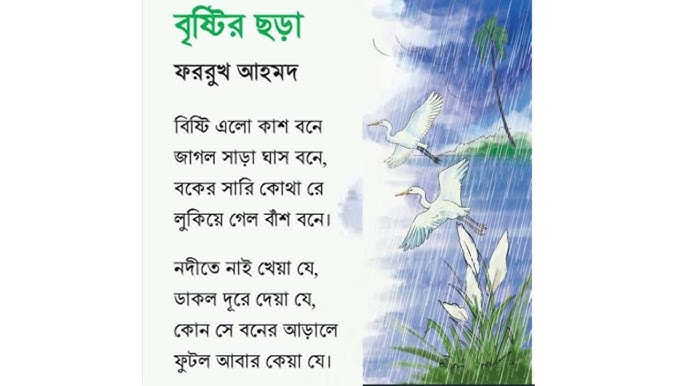 বৃষ্টির ছড়া
ফররুখ আহমদ
বিষ্টি এলো কাশ বনে
জাগল সাড়া ঘাস বনে,
বকের সারি কোথা রে
লুকিয়ে গেল বাঁশ বনে।
নদীতে নাই খেয়া যে,
ডাকল দূরে দেয়া যে,
কোন সে বনের আড়ালে
ফুটল আবার কেয়া যে।